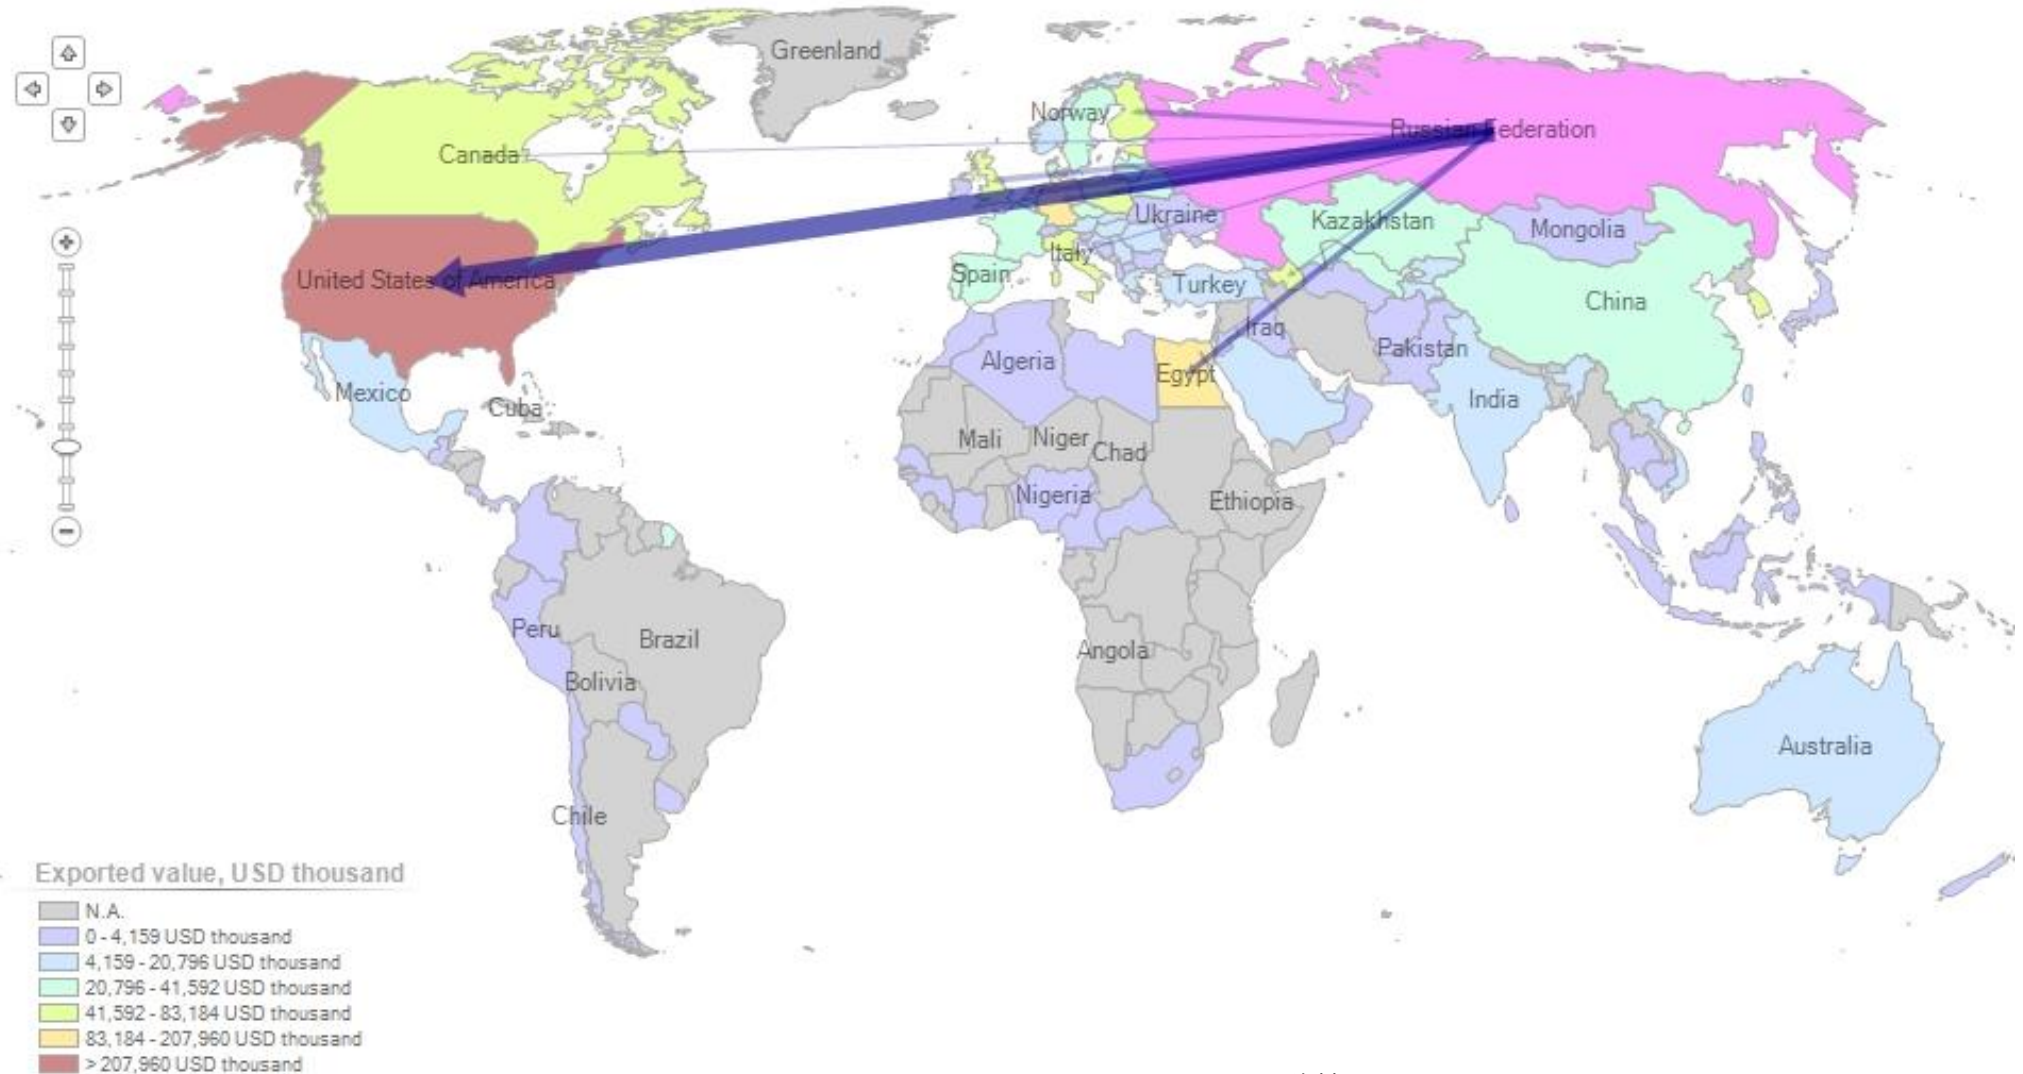 Greenland
Norway
Russian Federation
Canada
Ukraine
Kazakhstan
Mongolia
Italy
Spain
United States of America
Turkey
China
Iraq
Algeria
Pakistan
Egypt
Mexico
Cuba
India
Mali
Niger
Chad
Nigeria
Ethiopia
Peru
Brazil
Angola
Bolivia
Australia
Chile
Exported value, USD thousand
N.A.
0 - 4,159 USD thousand
4,159 - 20,796 USD thousand
20,796 - 41,592 USD thousand
41,592 - 83,184 USD thousand
83,184 - 207,960 USD thousand
> 207,960 USD thousand